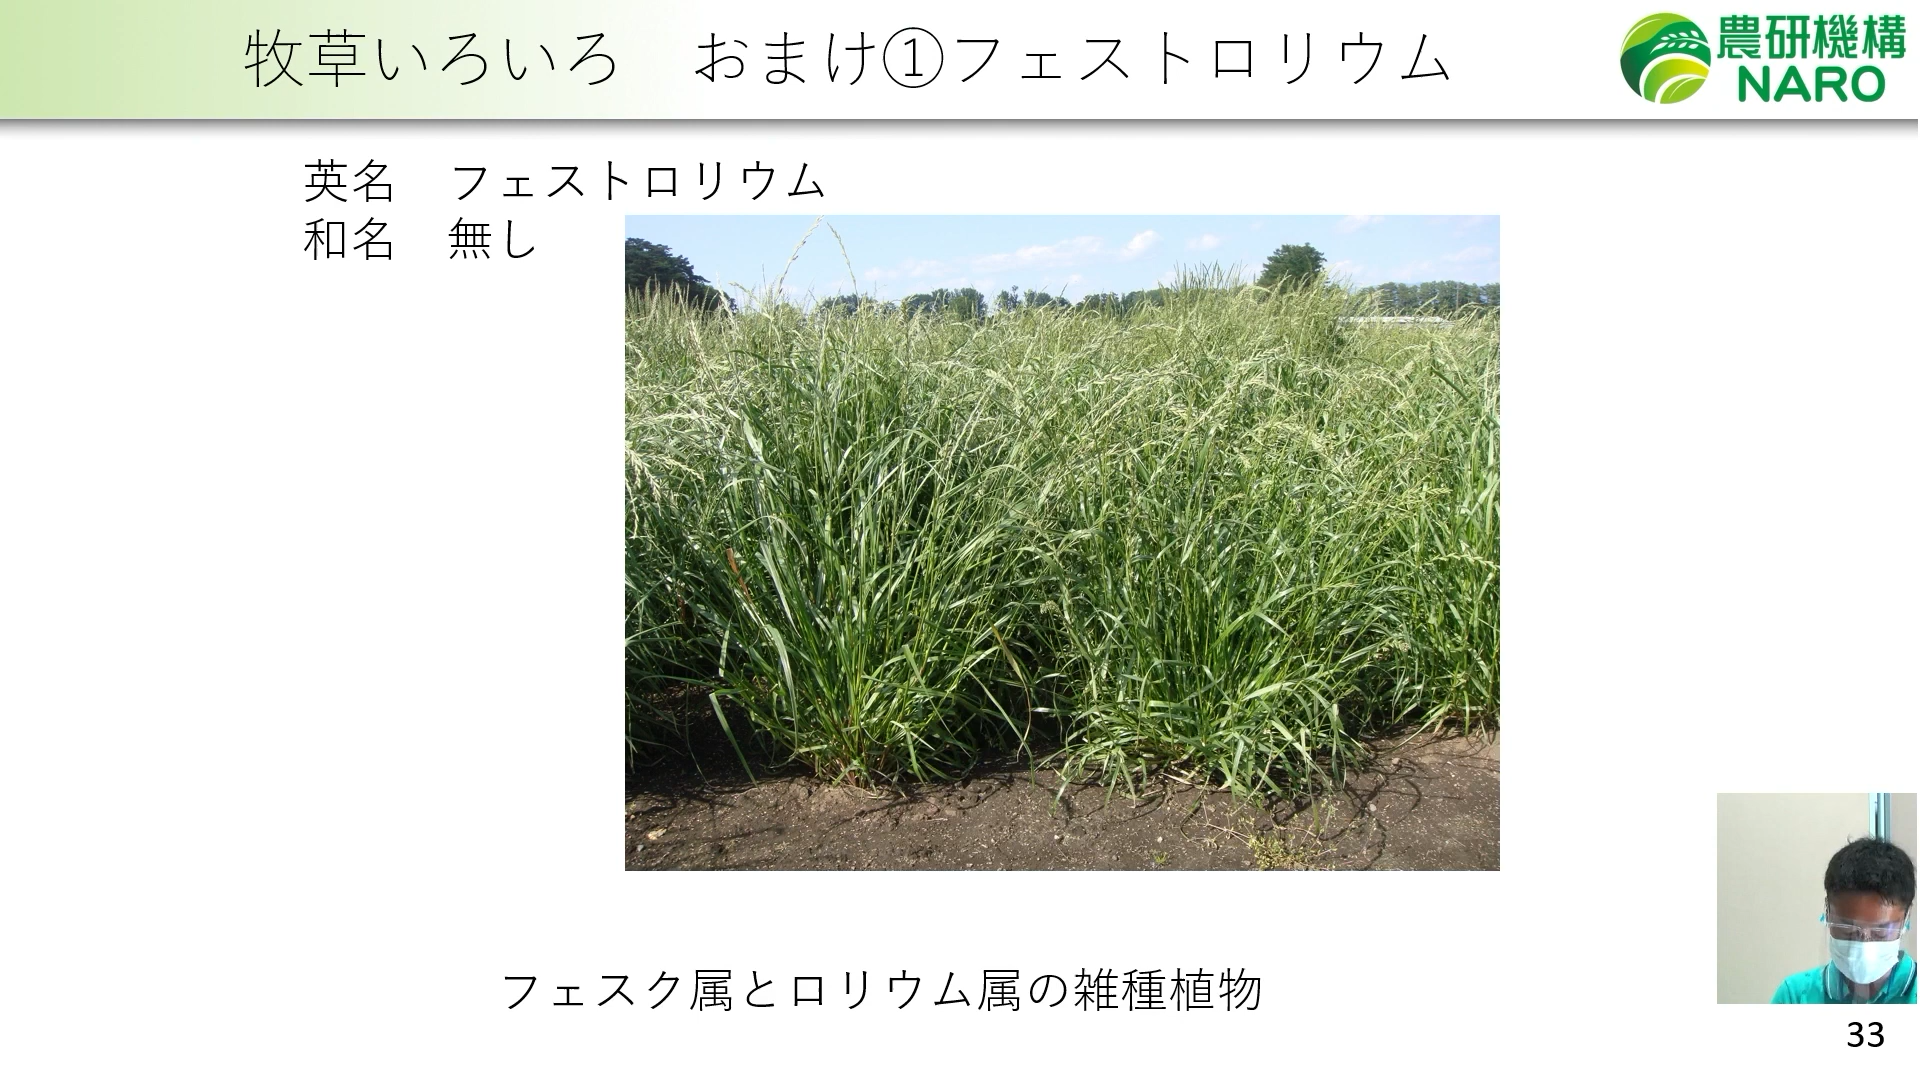 牧草いろいろ　おまけ①フェストロリウム
農研機構
NARO
英名　フェストロリウム
和名　無し
フェスク属とロリウム属の雑種植物
33